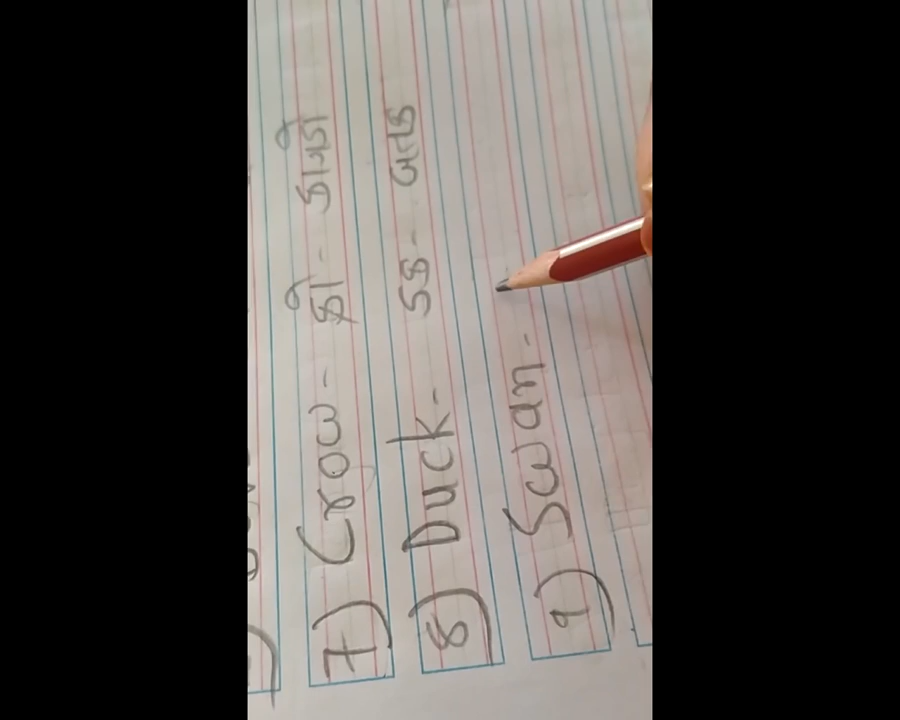 7) Crow - ક્રો - કાગડો
8) Duck - ડક - બતક
9) Swan -